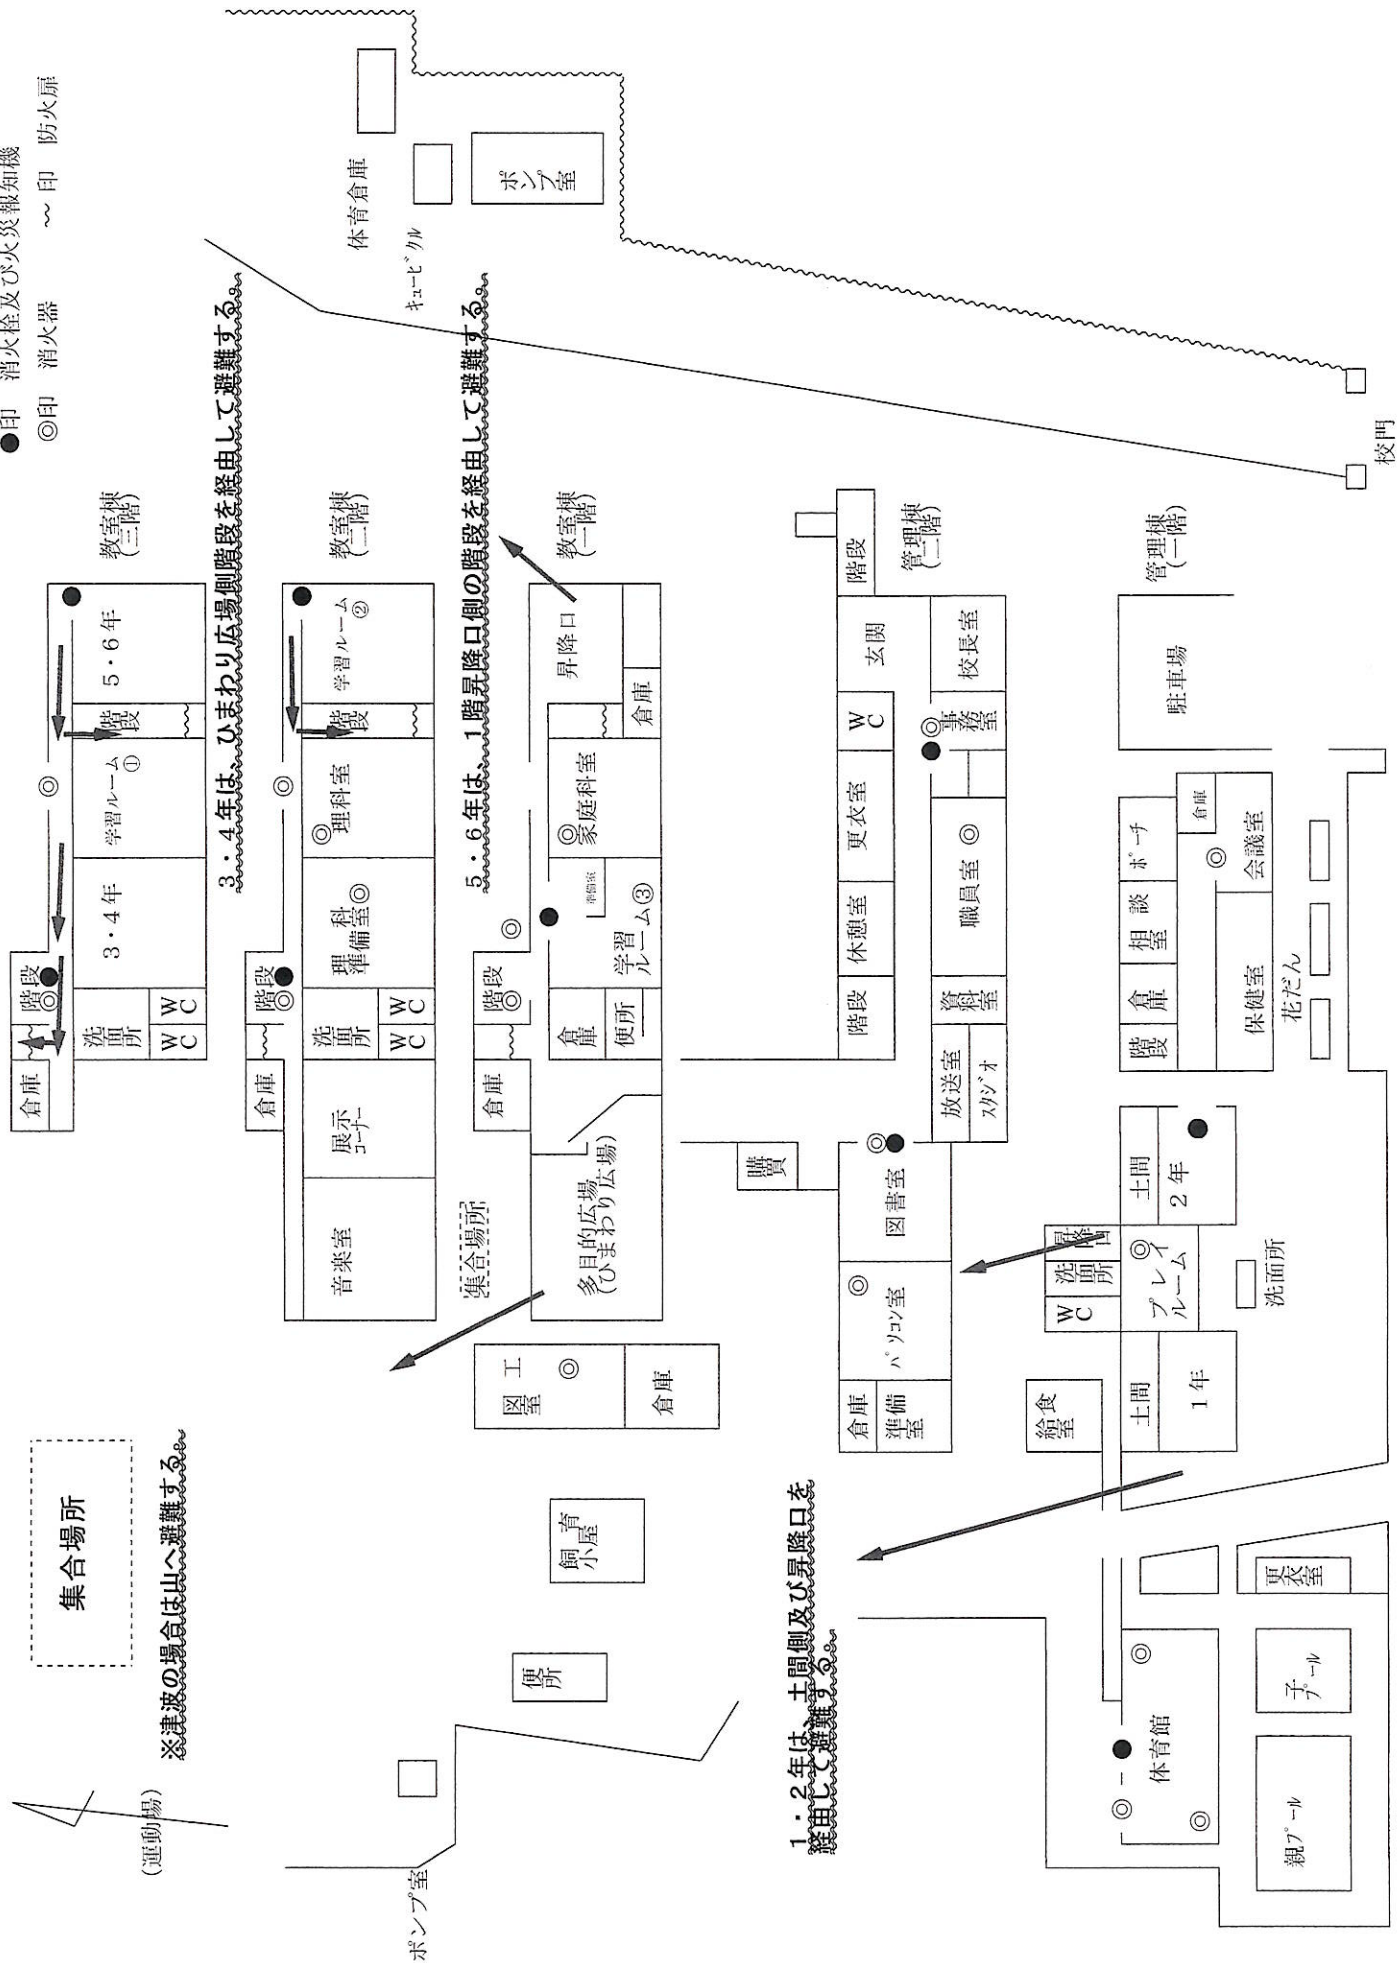 ●印　消火栓及び火災報知機
◎印　消火器　　～印　防火扉
集合場所
※津波の場合は山へ避難する。
(運動場)
倉庫
階段
洗面所
WC
WC
3・4年
学習ルーム①
階段
5・6年
教室棟(三階)
3・4年は、ひまわり広場側階段を経由して避難する。
音楽室
展示コーナー
倉庫
階段
洗面所
WC
WC
理科準備室
理科室
階段
学習ルーム②
教室棟(二階)
体育倉庫
キュービクル
ポンプ室
ポンプ室
5・6年は、1階昇降口側の階段を経由して避難する。
集合場所
図工室
倉庫
多目的広場
(ひまわり広場)
倉庫
階段
倉庫
便所
学習ルーム③
準備室
家庭科室
倉庫
昇降口
教室棟(一階)
便所
飼育小屋
1・2年は、土間側及び昇降口を
経由して避難する。
購買
倉庫
準備室
パソコン室
図書室
階段
休憩室
更衣室
WC
玄関
階段
放送室
スタジオ
資料室
職員室
事務室
校長室
管理棟(二階)
給食室
WC
洗面所
昇降口
土間
1年
プレイルーム
土間
2年
洗面所
階段
倉庫
相談室
ポーチ
倉庫
保健室
会議室
花だん
駐車場
管理棟(一階)
校門
体育館
更衣室
親プール
子プール